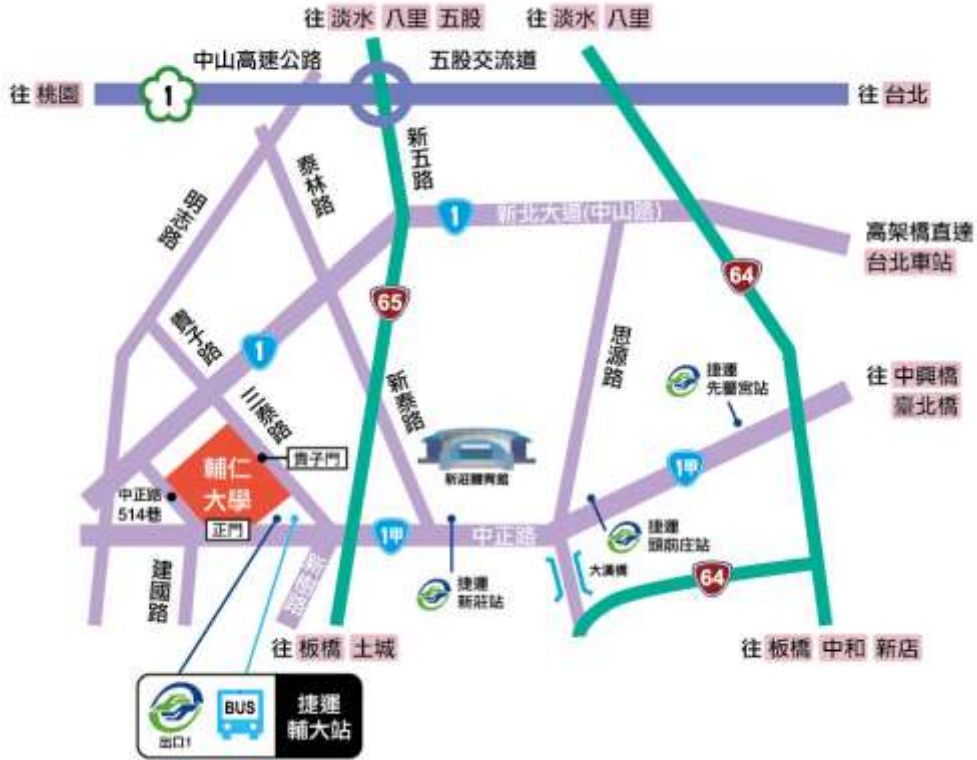 往 淡水 八里 五股
往 淡水 八里
中山高速公路
五股交流道
往 桃園
1
往 台北
新五路
泰林路
明志路
1
新北大道(中山路)
高架橋直達
台北車站
64
65
貴子路
1
思源路
捷運
先嗇宮站
往 中興橋
臺北橋
新泰路
三泰路
貴子門
輔仁
大學
新莊體育館
1甲
中正路
514巷
正門
1甲
中正路
捷運
頭前庄站
大漢橋
64
建國路
捷運
新莊站
往 板橋 土城
往 板橋 中和 新店
BUS
出口1
捷運
輔大站